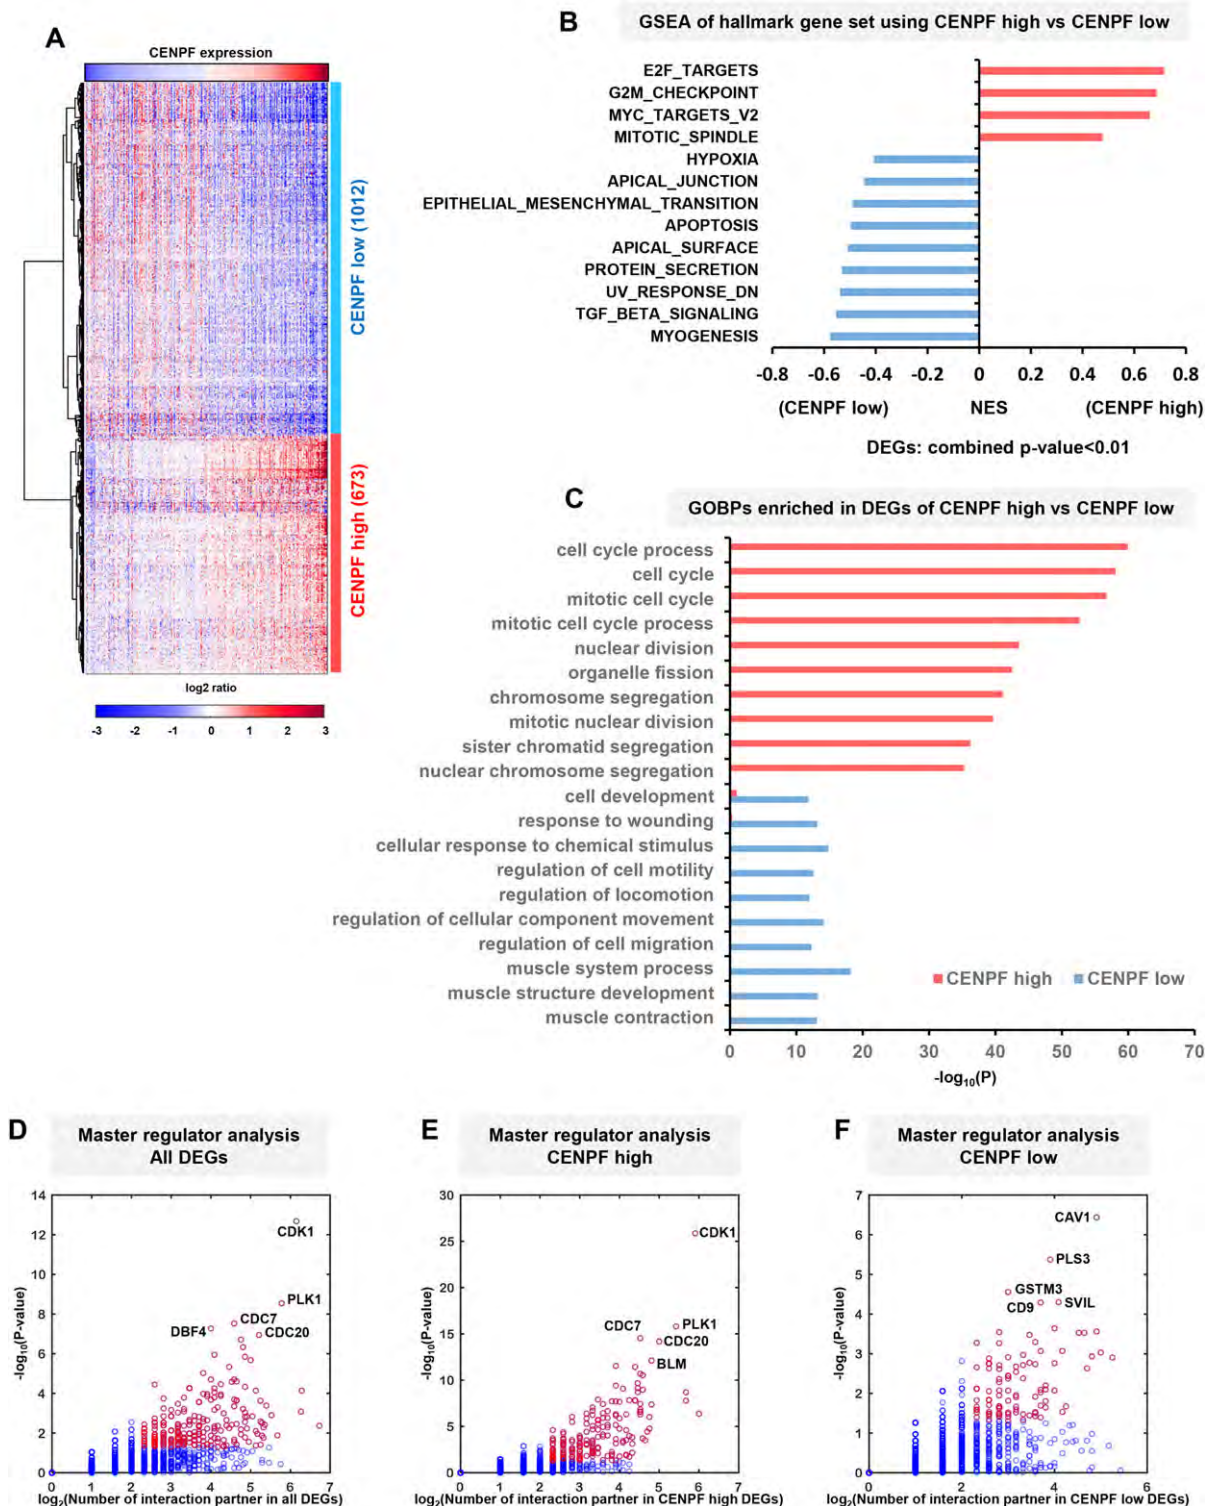 A
CENPF expression
CENPF low (1012)
CENPF high (673)
log2 ratio
-3 -2 -1 0 1 2 3
B
GSEA of hallmark gene set using CENPF high vs CENPF low
E2F_TARGETS
G2M_CHECKPOINT
MYC_TARGETS_V2
MITOTIC_SPINDLE
HYPOXIA
APICAL_JUNCTION
EPITHELIAL_MESENCHYMAL_TRANSITION
APOPTOSIS
APICAL_SURFACE
PROTEIN_SECRETION
UV_RESPONSE_DN
TGF_BETA_SIGNALING
MYOGENESIS
-0.8 -0.6 -0.4 -0.2 0 0.2 0.4 0.6 0.8
(CENPF low) NES (CENPF high)
DEGs: combined p-value<0.01
C
GOBPs enriched in DEGs of CENPF high vs CENPF low
cell cycle process
cell cycle
mitotic cell cycle
mitotic cell cycle process
nuclear division
organelle fission
chromosome segregation
mitotic nuclear division
sister chromatid segregation
nuclear chromosome segregation
cell development
response to wounding
cellular response to chemical stimulus
regulation of cell motility
regulation of locomotion
regulation of cellular component movement
regulation of cell migration
muscle system process
muscle structure development
muscle contraction
CENPF high CENPF low
0 10 20 30 40 50 60 70
-log10(P)
D
Master regulator analysis
All DEGs
14
12
10
8
6
4
2
0
-log10(P-value)
CDK1
PLK1
CDC7
DBF4
CDC20
0 1 2 3 4 5 6 7
log2(Number of interaction partner in all DEGs)
E
Master regulator analysis
CENPF high
30
25
20
15
10
5
0
-log10(P-value)
CDK1
PLK1
CDC7
CDC20
BLM
0 1 2 3 4 5 6 7
log2(Number of interaction partner in CENPF high DEGs)
F
Master regulator analysis
CENPF low
7
6
5
4
3
2
1
0
-log10(P-value)
CAV1
PLS3
GSTM3
CD9
SVIL
0 2 4 6
log2(Number of interaction partner in CENPF low DEGs)